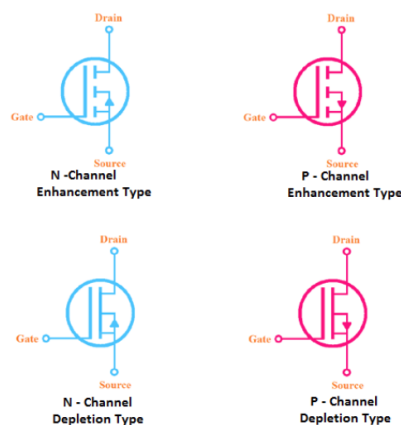 Drain
Gate
Source
N -Channel
Enhancement Type
Drain
Gate
Source
P - Channel
Enhancement Type
Drain
Gate
Source
N - Channel
Depletion Type
Drain
Gate
Source
P - Channel
Depletion Type